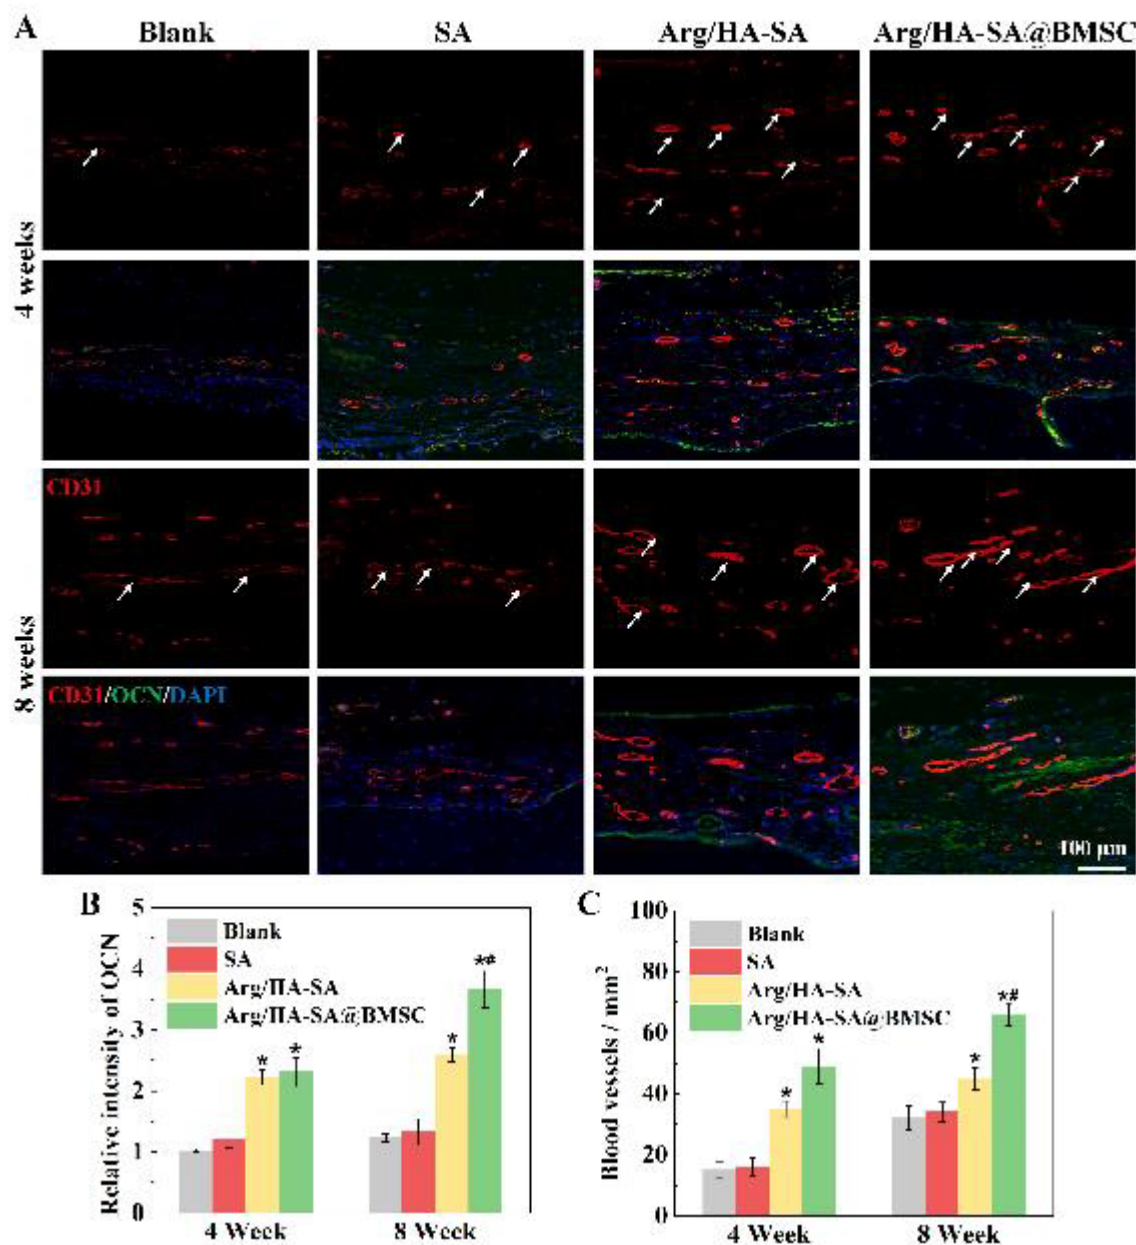 A
Blank SA Arg/HA-SA Arg/HA-SA@BMSC
4 weeks
CD31
8 weeks
CD31/OCN/DAPI
100 µm
B
Relative intensity of OCN
5
4
3
2
1
0
Blank
SA
Arg/HA-SA
Arg/HA-SA@BMSC
* *
* *#
4 Week 8 Week
C
Blood vessels / mm²
100
80
60
40
20
0
Blank
SA
Arg/HA-SA
Arg/HA-SA@BMSC
* *
* *#
4 Week 8 Week